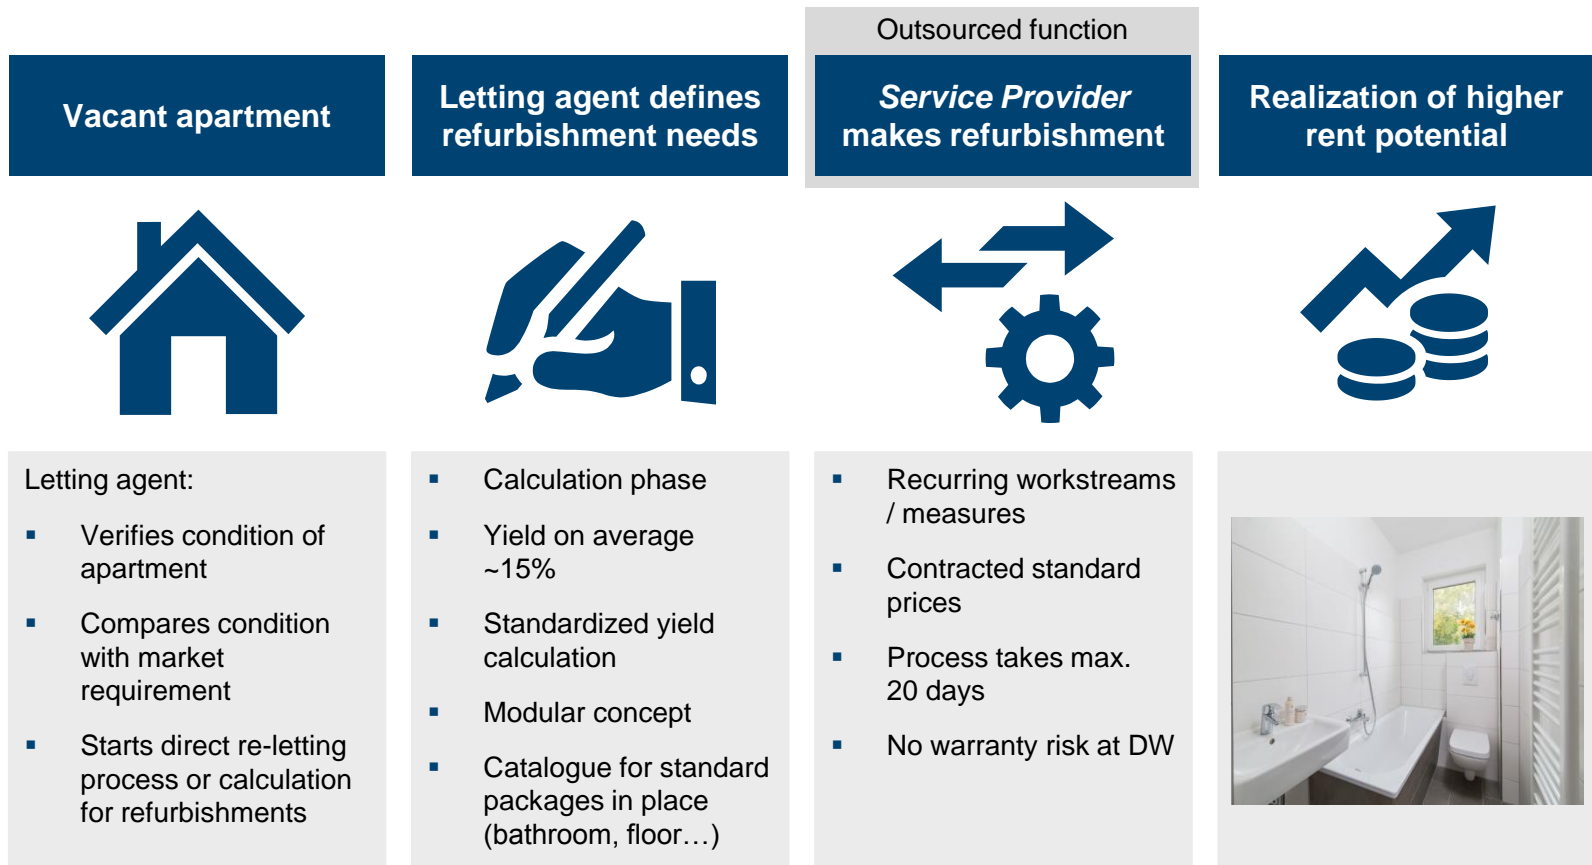 Outsourced function
Vacant apartment
Letting agent defines
refurbishment needs
Service Provider
makes refurbishment
Realization of higher
rent potential
Letting agent:
▪ Verifies condition of
apartment
▪ Compares condition
with market
requirement
▪ Starts direct re-letting
process or calculation
for refurbishments
▪ Calculation phase
▪ Yield on average
~15%
▪ Standardized yield
calculation
▪ Modular concept
▪ Catalogue for standard
packages in place
(bathroom, floor…)
▪ Recurring workstreams
/ measures
▪ Contracted standard
prices
▪ Process takes max.
20 days
▪ No warranty risk at DW